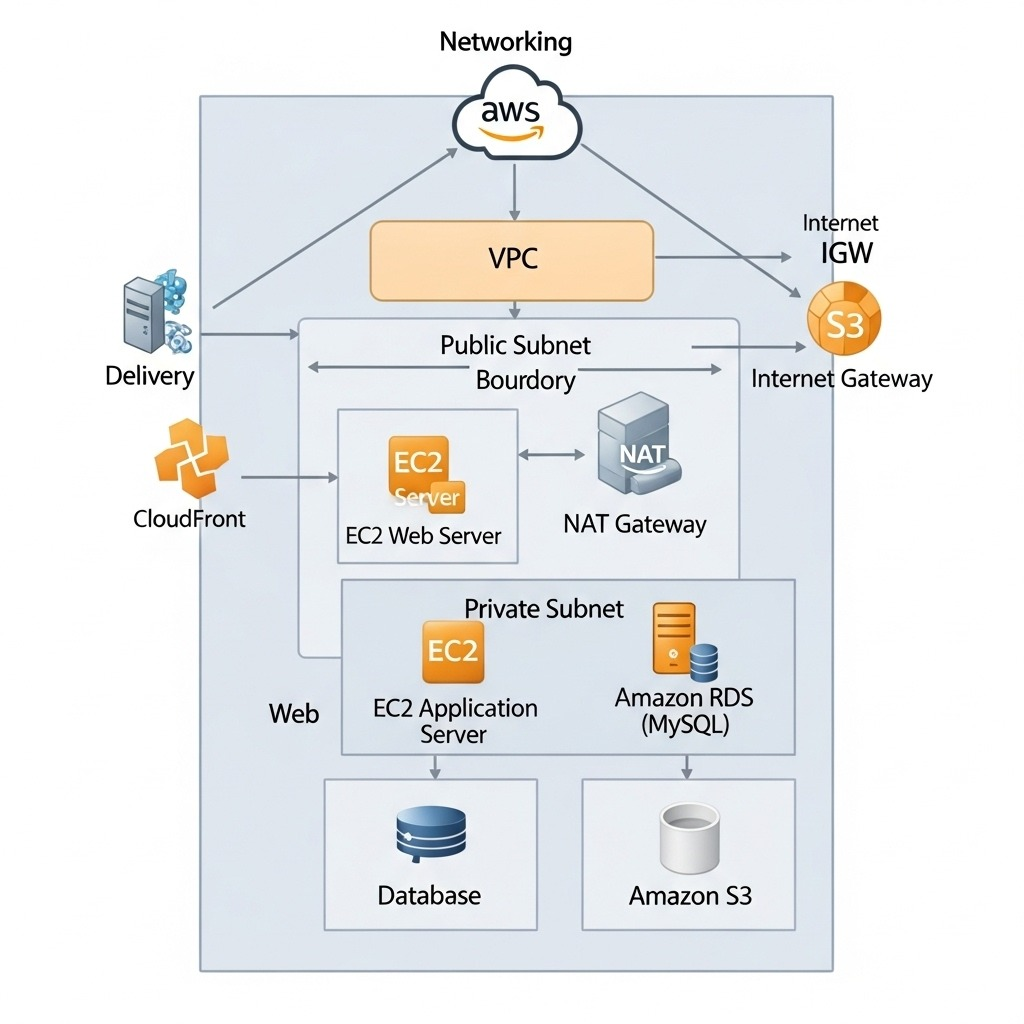 Networking
aws
VPC
Internet
IGW
S3
Internet Gateway
Delivery
Public Subnet
Bourdory
CloudFront
EC2
Server
EC2 Web Server
NAT
NAT Gateway
Private Subnet
EC2
EC2 Application
Server
Amazon RDS
(MySQL)
Web
Database
Amazon S3